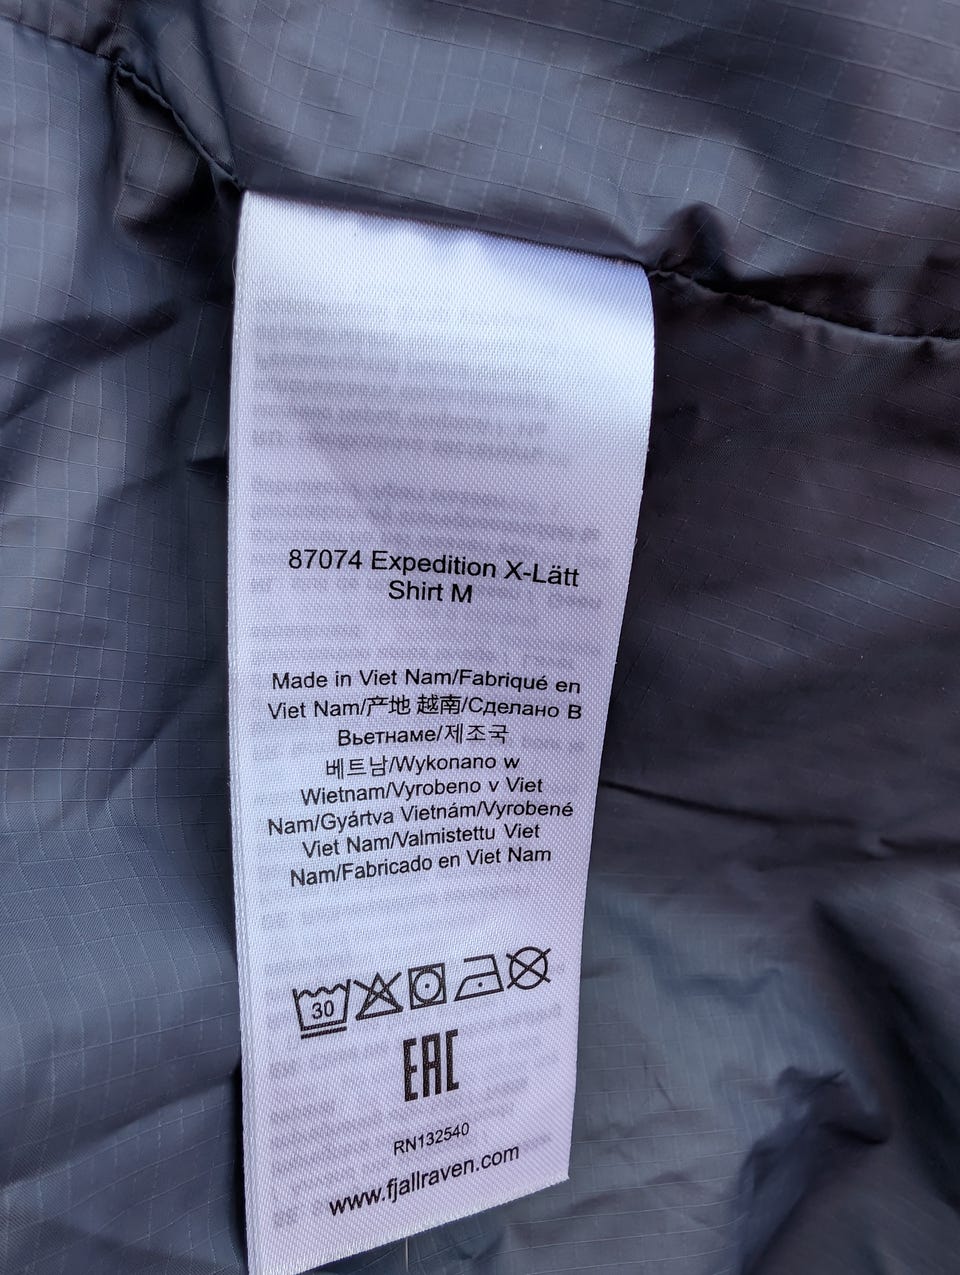 87074 Expedition X-Lätt
Shirt M
Made in Viet Nam/Fabriqué en
Viet Nam/产地 越南/Сделано В
Вьетнаме/제조국
베트남/Wykonano w
Wietnam/Vyrobeno v Viet
Nam/Gyártva Vietnám/Vyrobené
Viet Nam/Valmistettu Viet
Nam/Fabricado en Viet Nam
30
EAC
RN132540
www.fjallraven.com